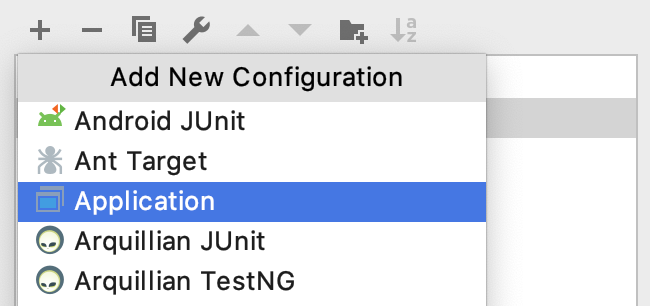 Add New Configuration
Android JUnit
Ant Target
Application
Arquillian JUnit
Arquillian TestNG